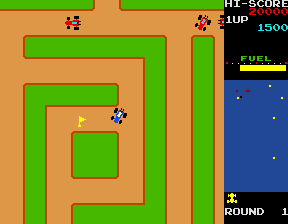 HI-SCORE
20000
1UP
1500
FUEL
ROUND 1